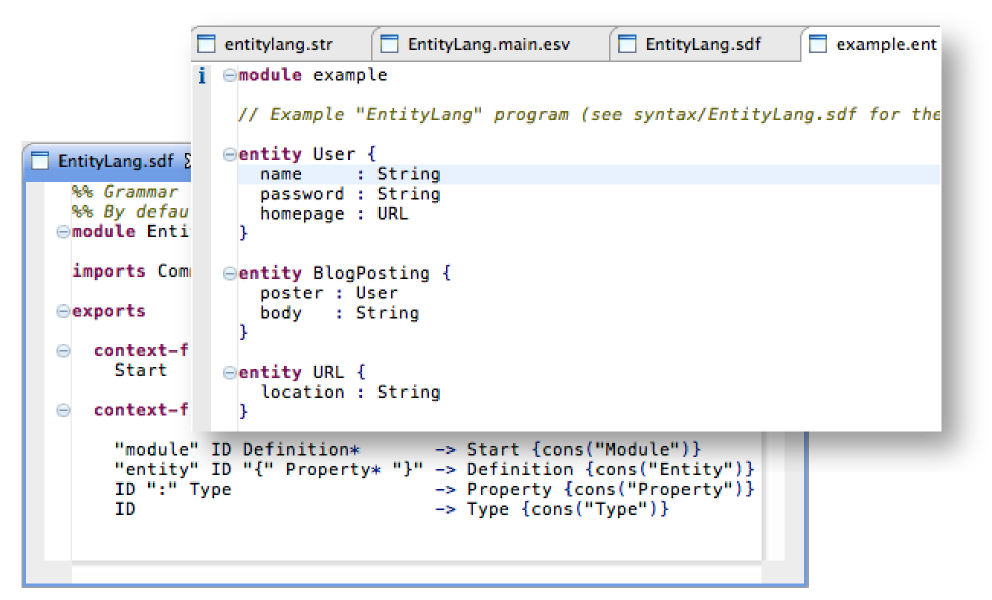 entitylang.str EntityLang.main.esv EntityLang.sdf example.ent
i
module example
// Example "EntityLang" program (see syntax/EntityLang.sdf for the
entity User {
name     : String
password : String
homepage : URL
}
entity BlogPosting {
poster : User
body   : String
}
entity URL {
location : String
}
EntityLang.sdf
%% Grammar
%% By defau
module Enti
imports Com
exports
context-f
Start
context-f
"module" ID Definition*       -> Start {cons("Module")}
"entity" ID "{" Property* "}" -> Definition {cons("Entity")}
ID ":" Type                   -> Property {cons("Property")}
ID                            -> Type {cons("Type")}